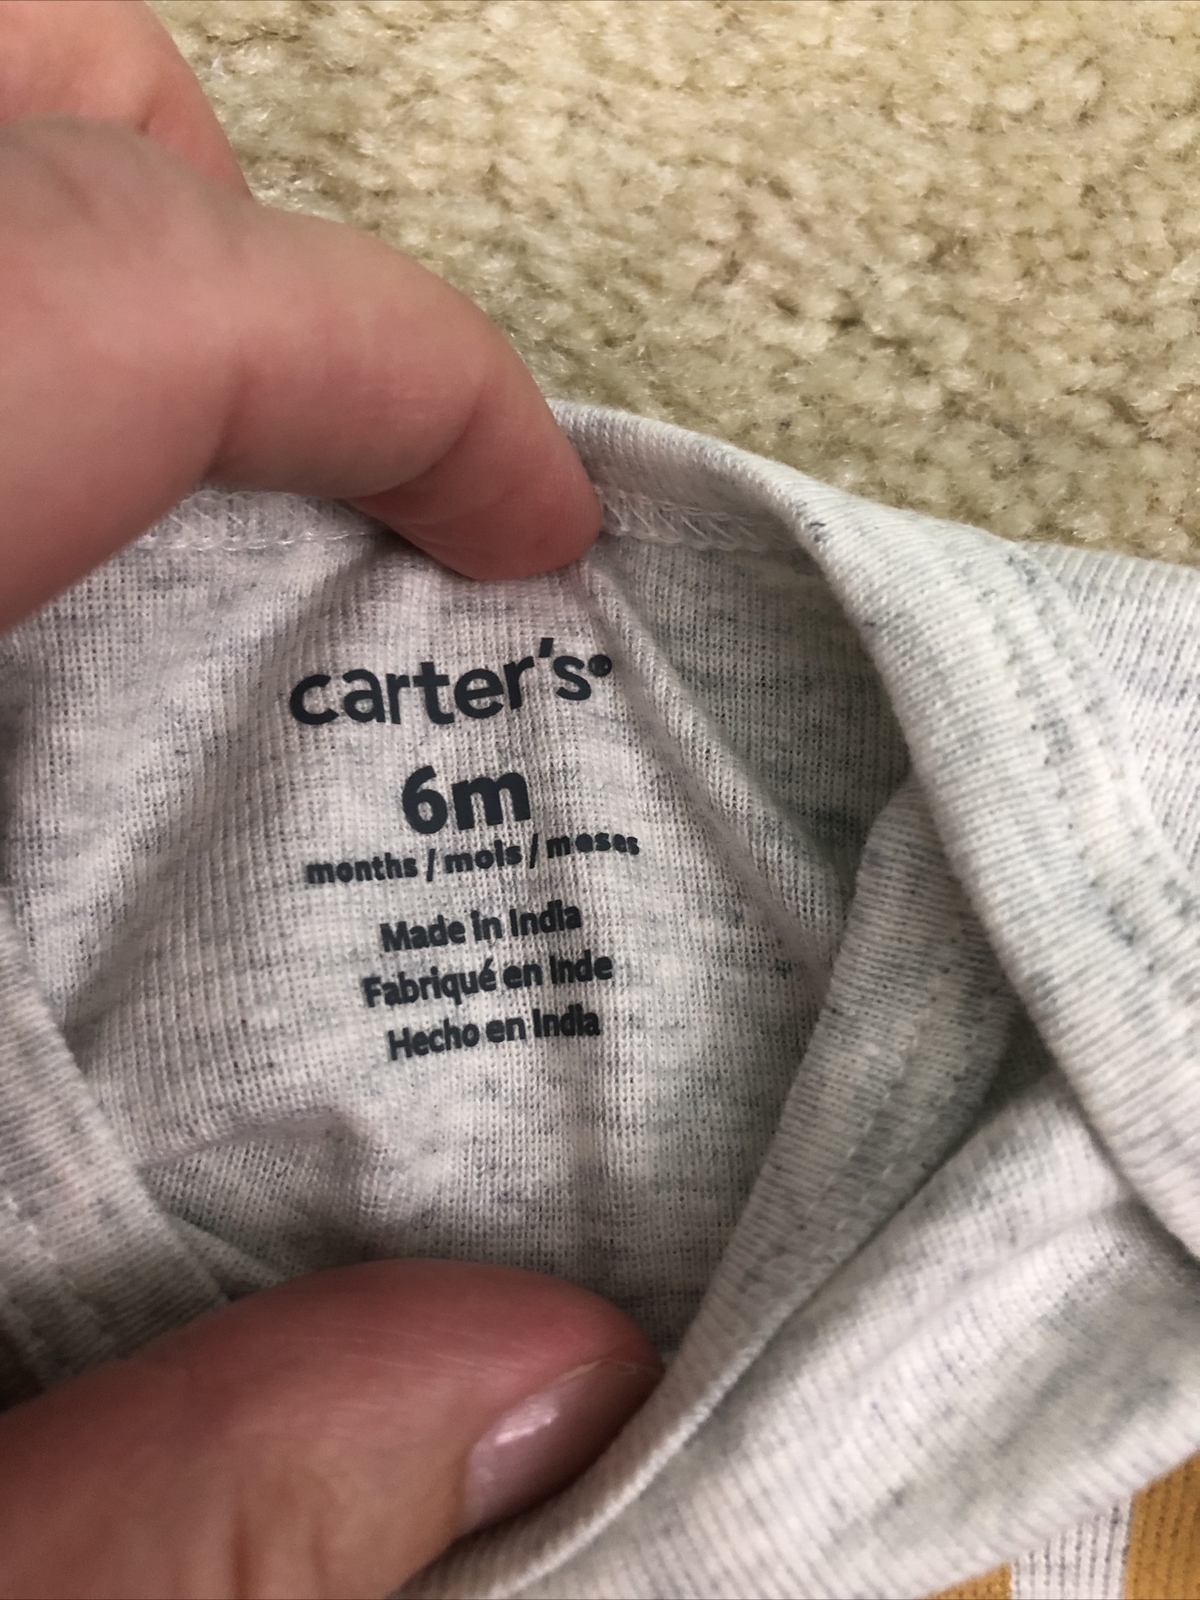 carter's®
6m
months / mois / meses
Made in India
Fabriqué en Inde
Hecho en India